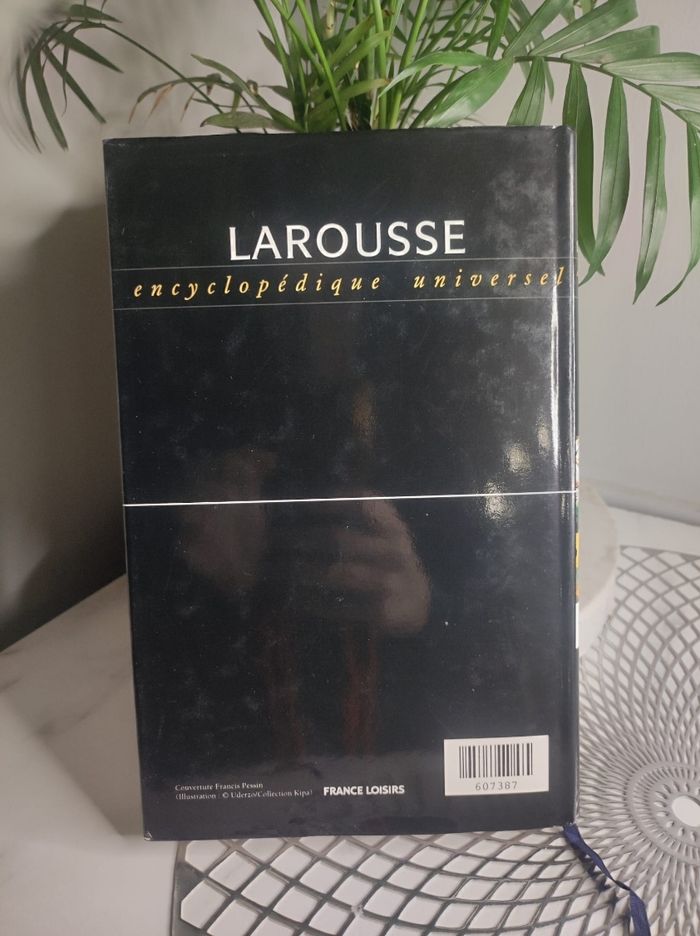 LAROUSSE
encyclopédique universel
607387
Couverture Francis Pessin
(Illustration : © Uderzo/Collection Kipa)
FRANCE LOISIRS